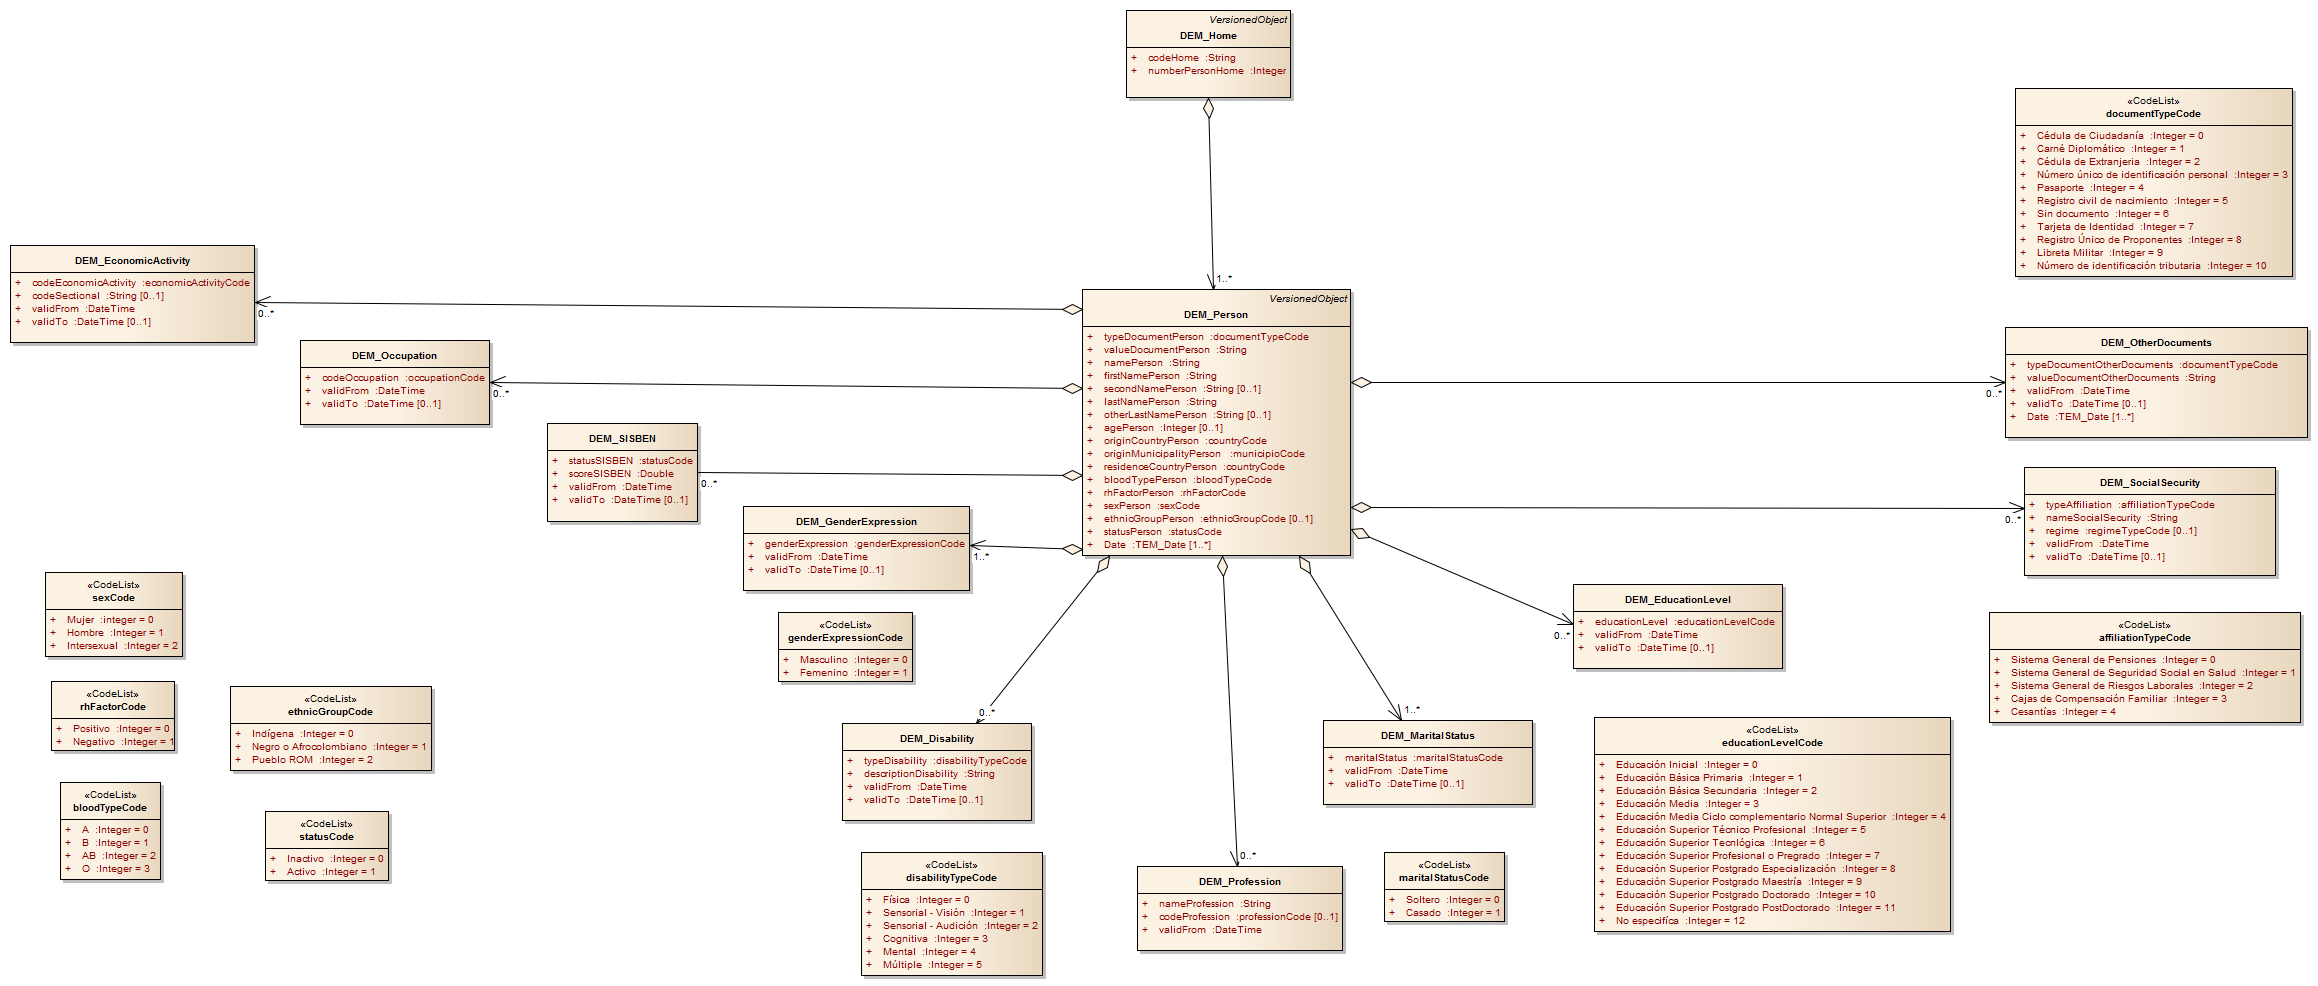 VersionedObject
DEM_Home
+ codeHome :String
+ numberPersonHome :Integer
«CodeList»
documentTypeCode
+ Cédula de Ciudadanía :Integer = 0
+ Carné Diplomático :Integer = 1
+ Cédula de Extranjeria :Integer = 2
+ Número único de identificación personal :Integer = 3
+ Pasaporte :Integer = 4
+ Registro civil de nacimiento :Integer = 5
+ Sin documento :Integer = 6
+ Tarjeta de Identidad :Integer = 7
+ Registro Único de Proponentes :Integer = 8
+ Libreta Militar :Integer = 9
+ Número de identificación tributaria :Integer = 10
DEM_EconomicActivity
+ codeEconomicActivity :economicActivityCode
+ codeSectional :String [0..1]
+ validFrom :DateTime
+ validTo :DateTime [0..1]
0..*
1..*
VersionedObject
DEM_Person
+ typeDocumentPerson :documentTypeCode
+ valueDocumentPerson :String
+ namePerson :String
+ firstNamePerson :String
+ secondNamePerson :String [0..1]
+ lastNamePerson :String
+ otherLastNamePerson :String [0..1]
+ agePerson :Integer [0..1]
+ originCountryPerson :countryCode
+ originMunicipalityPerson :municipioCode
+ residenceCountryPerson :countryCode
+ bloodTypePerson :bloodTypeCode
+ rhFactorPerson :rhFactorCode
+ sexPerson :sexCode
+ ethnicGroupPerson :ethnicGroupCode [0..1]
+ statusPerson :statusCode
+ Date :TEM_Date [1..*]
DEM_Occupation
+ codeOccupation :occupationCode
+ validFrom :DateTime
+ validTo :DateTime [0..1]
0..*
DEM_OtherDocuments
+ typeDocumentOtherDocuments :documentTypeCode
+ valueDocumentOtherDocuments :String
+ validFrom :DateTime
+ validTo :DateTime [0..1]
+ Date :TEM_Date [1..*]
0..*
DEM_SISBEN
+ statusSISBEN :statusCode
+ scoreSISBEN :Double
+ validFrom :DateTime
+ validTo :DateTime [0..1]
0..*
DEM_SocialSecurity
+ typeAffiliation :affiliationTypeCode
+ nameSocialSecurity :String
+ regime :regimeTypeCode [0..1]
+ validFrom :DateTime
+ validTo :DateTime [0..1]
0..*
DEM_GenderExpression
+ genderExpression :genderExpressionCode
+ validFrom :DateTime
+ validTo :DateTime [0..1]
1..*
«CodeList»
sexCode
+ Mujer :integer = 0
+ Hombre :Integer = 1
+ Intersexual :Integer = 2
«CodeList»
genderExpressionCode
+ Masculino :Integer = 0
+ Femenino :Integer = 1
DEM_EducationLevel
+ educationLevel :educationLevelCode
+ validFrom :DateTime
+ validTo :DateTime [0..1]
0..*
«CodeList»
affiliationTypeCode
+ Sistema General de Pensiones :Integer = 0
+ Sistema General de Seguridad Social en Salud :Integer = 1
+ Sistema General de Riesgos Laborales :Integer = 2
+ Cajas de Compensación Familiar :Integer = 3
+ Cesantías :Integer = 4
«CodeList»
rhFactorCode
+ Positivo :Integer = 0
+ Negativo :Integer = 1
«CodeList»
ethnicGroupCode
+ Indígena :Integer = 0
+ Negro o Afrocolombiano :Integer = 1
+ Pueblo ROM :Integer = 2
0..*
DEM_Disability
+ typeDisability :disabilityTypeCode
+ descriptionDisability :String
+ validFrom :DateTime
+ validTo :DateTime [0..1]
1..*
DEM_MaritalStatus
+ maritalStatus :maritalStatusCode
+ validFrom :DateTime
+ validTo :DateTime [0..1]
«CodeList»
educationLevelCode
+ Educación Inicial :Integer = 0
+ Educación Básica Primaria :Integer = 1
+ Educación Básica Secundaria :Integer = 2
+ Educación Media :Integer = 3
+ Educación Media Ciclo complementario Normal Superior :Integer = 4
+ Educación Superior Técnico Profesional :Integer = 5
+ Educación Superior Tecnlógica :Integer = 6
+ Educación Superior Profesional o Pregrado :Integer = 7
+ Educación Superior Postgrado Especialización :Integer = 8
+ Educación Superior Postgrado Maestría :Integer = 9
+ Educación Superior Postgrado Doctorado :Integer = 10
+ Educación Superior Postgrado PostDoctorado :Integer = 11
+ No especifíca :Integer = 12
«CodeList»
bloodTypeCode
+ A :Integer = 0
+ B :Integer = 1
+ AB :Integer = 2
+ O :Integer = 3
«CodeList»
statusCode
+ Inactivo :Integer = 0
+ Activo :Integer = 1
«CodeList»
disabilityTypeCode
+ Física :Integer = 0
+ Sensorial - Visión :Integer = 1
+ Sensorial - Audición :Integer = 2
+ Cognitiva :Integer = 3
+ Mental :Integer = 4
+ Múltiple :Integer = 5
0..*
DEM_Profession
+ nameProfession :String
+ codeProfession :professionCode [0..1]
+ validFrom :DateTime
«CodeList»
maritalStatusCode
+ Soltero :Integer = 0
+ Casado :Integer = 1